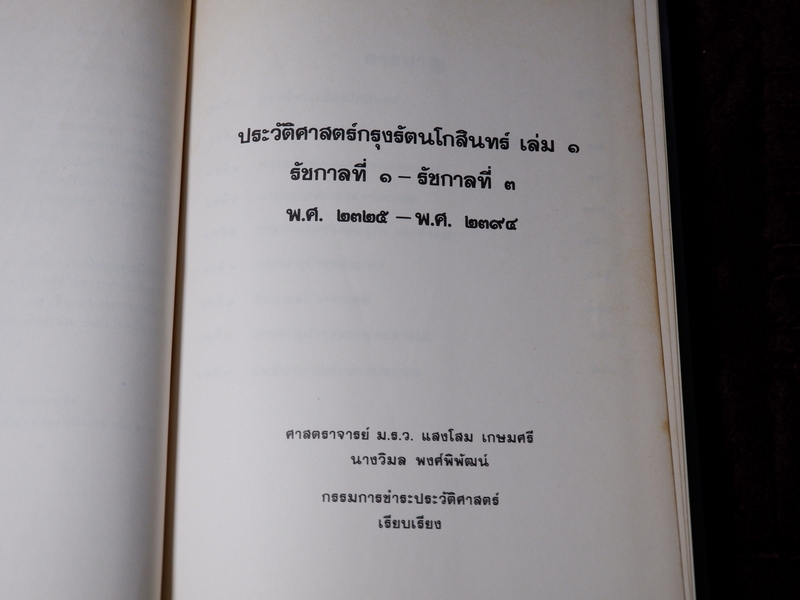 ประวัติศาสตร์กรุงรัตนโกสินทร์ เล่ม ๑
รัชกาลที่ ๑ – รัชกาลที่ ๓
พ.ศ. ๒๓๒๕ – พ.ศ. ๒๓๙๔
ศาสตราจารย์ ม.ร.ว. แสงโสม เกษมศรี
นางวิมล พงศ์พิพัฒน์
กรรมการชำระประวัติศาสตร์
เรียบเรียง